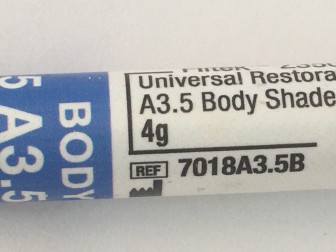 Universal Restora
A3.5 Body Shade
4g
REF 7018A3.5B
BODY
A3.5